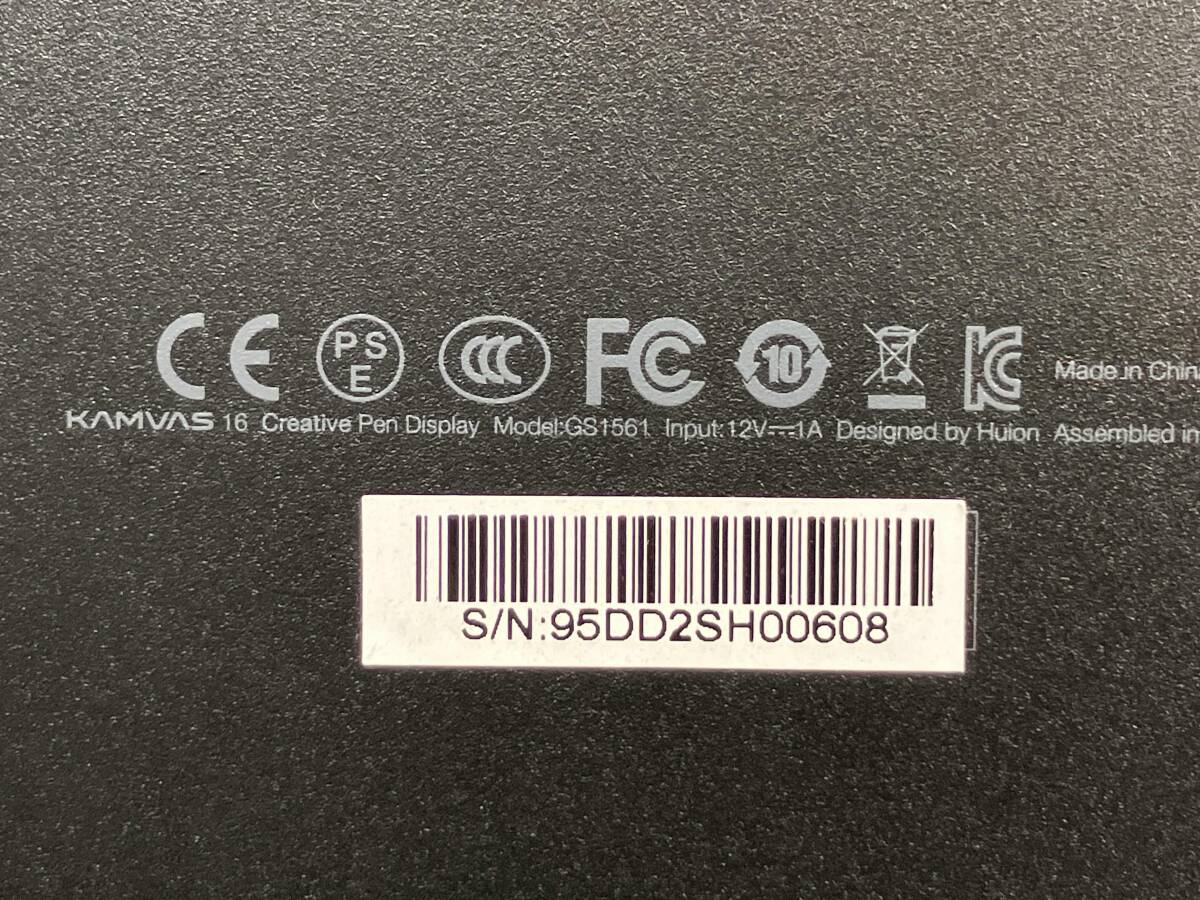 CE PSE CCC FC 10 KC Made in China
KAMVAS 16 Creative Pen Display Model:GS1561 Input:12V⎓1A Designed by Huion Assembled in
S/N:95DD2SH00608